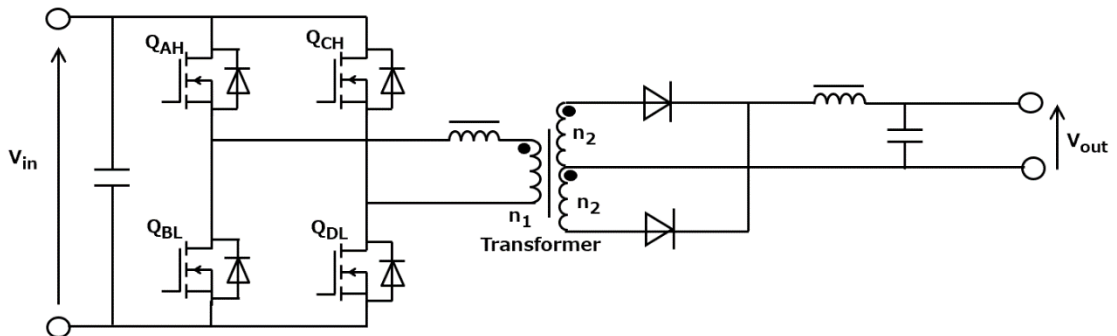 Q_AH
Q_CH
V_in
n_2
V_out
Q_BL
Q_DL
n_1
n_2
Transformer